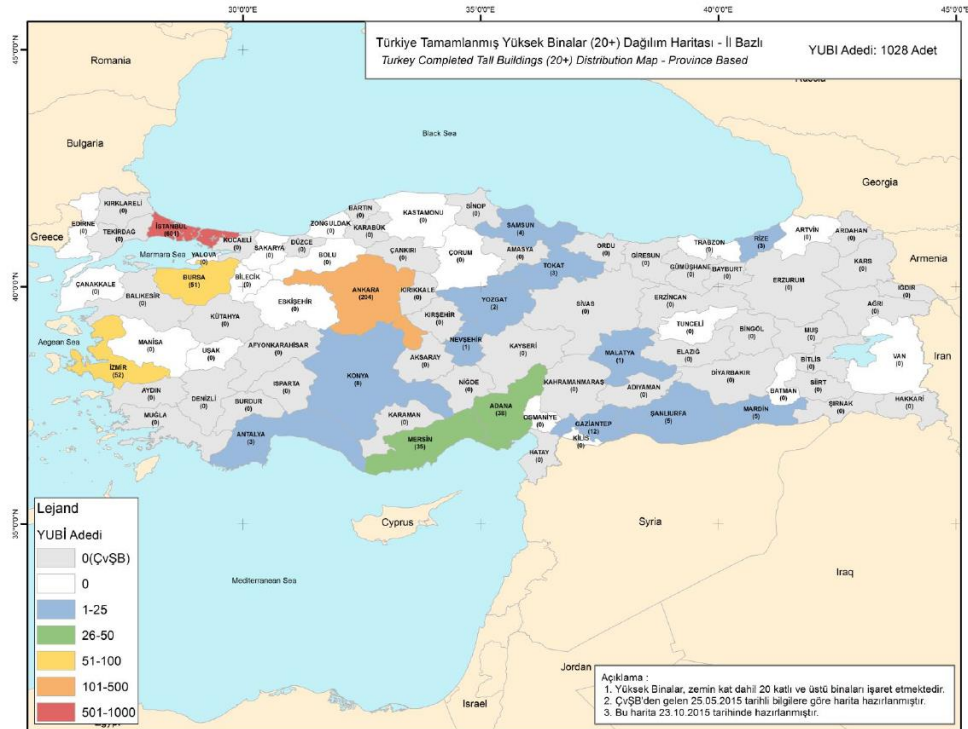 30°0'0"E
35°0'0"E
40°0'0"E
45°0'0"E
45°0'0"N
40°0'0"N
35°0'0"N
Türkiye Tamamlanmış Yüksek Binalar (20+) Dağılım Haritası - İl Bazlı
Turkey Completed Tall Buildings (20+) Distribution Map - Province Based
YUBI Adedi: 1028 Adet
Romania
Bulgaria
Black Sea
Georgia
Greece
Armenia
Marmara Sea
Aegean Sea
Iran
KIRKLARELİ
(0)
EDİRNE
(0)
TEKİRDAĞ
(0)
İSTANBUL
(601)
KOCAELİ
(0)
YALOVA
(0)
SAKARYA
(0)
DÜZCE
(0)
ZONGULDAK
(0)
BARTIN
(0)
KARABÜK
(0)
KASTAMONU
(0)
SİNOP
(0)
SAMSUN
(4)
BOLU
(0)
ÇANKIRI
(0)
ÇORUM
(0)
AMASYA
(0)
ORDU
(0)
GİRESUN
(0)
TRABZON
(0)
RİZE
(3)
ARTVİN
(0)
ARDAHAN
(0)
KARS
(0)
TOKAT
(3)
GÜMÜŞHANE
(0)
BAYBURT
(0)
ERZURUM
(0)
IĞDIR
(0)
AĞRI
(0)
ÇANAKKALE
(0)
BALIKESİR
(0)
BURSA
(51)
BİLECİK
(0)
ESKİŞEHİR
(0)
ANKARA
(204)
KIRIKKALE
(0)
YOZGAT
(2)
SİVAS
(0)
ERZİNCAN
(0)
TUNCELİ
(0)
BİNGÖL
(0)
MUŞ
(0)
KÜTAHYA
(0)
KIRŞEHİR
(0)
MANİSA
(0)
UŞAK
(0)
AFYONKARAHİSAR
(0)
AKSARAY
(0)
NEVŞEHİR
(1)
KAYSERİ
(0)
MALATYA
(1)
ELAZIĞ
(0)
BİTLİS
(0)
VAN
(0)
İZMİR
(52)
AYDIN
(0)
DENİZLİ
(0)
ISPARTA
(0)
BURDUR
(0)
KONYA
NİĞDE
(0)
KAHRAMANMARAŞ
(0)
ADIYAMAN
(0)
DİYARBAKIR
(0)
BATMAN
(0)
SİİRT
(0)
ŞIRNAK
(0)
HAKKARİ
(0)
MUĞLA
(0)
ANTALYA
(3)
KARAMAN
(0)
MERSİN
(35)
ADANA
OSMANİYE
(0)
GAZİANTEP
(12)
KİLİS
(0)
ŞANLIURFA
(5)
MARDİN
(5)
HATAY
(0)
Cyprus
Syria
Iraq
Mediterranean Sea
Israel
Jordan
Lejand
YUBİ Adedi
0(ÇvŞB)
0
1-25
26-50
51-100
101-500
501-1000
Açıklama :
1. Yüksek Binalar, zemin kat dahil 20 katlı ve üstü binaları işaret etmektedir.
2. ÇvŞB'den gelen 25.05.2015 tarihli bilgilere göre harita hazırlanmıştır.
3. Bu harita 23.10.2015 tarihinde hazırlanmıştır.